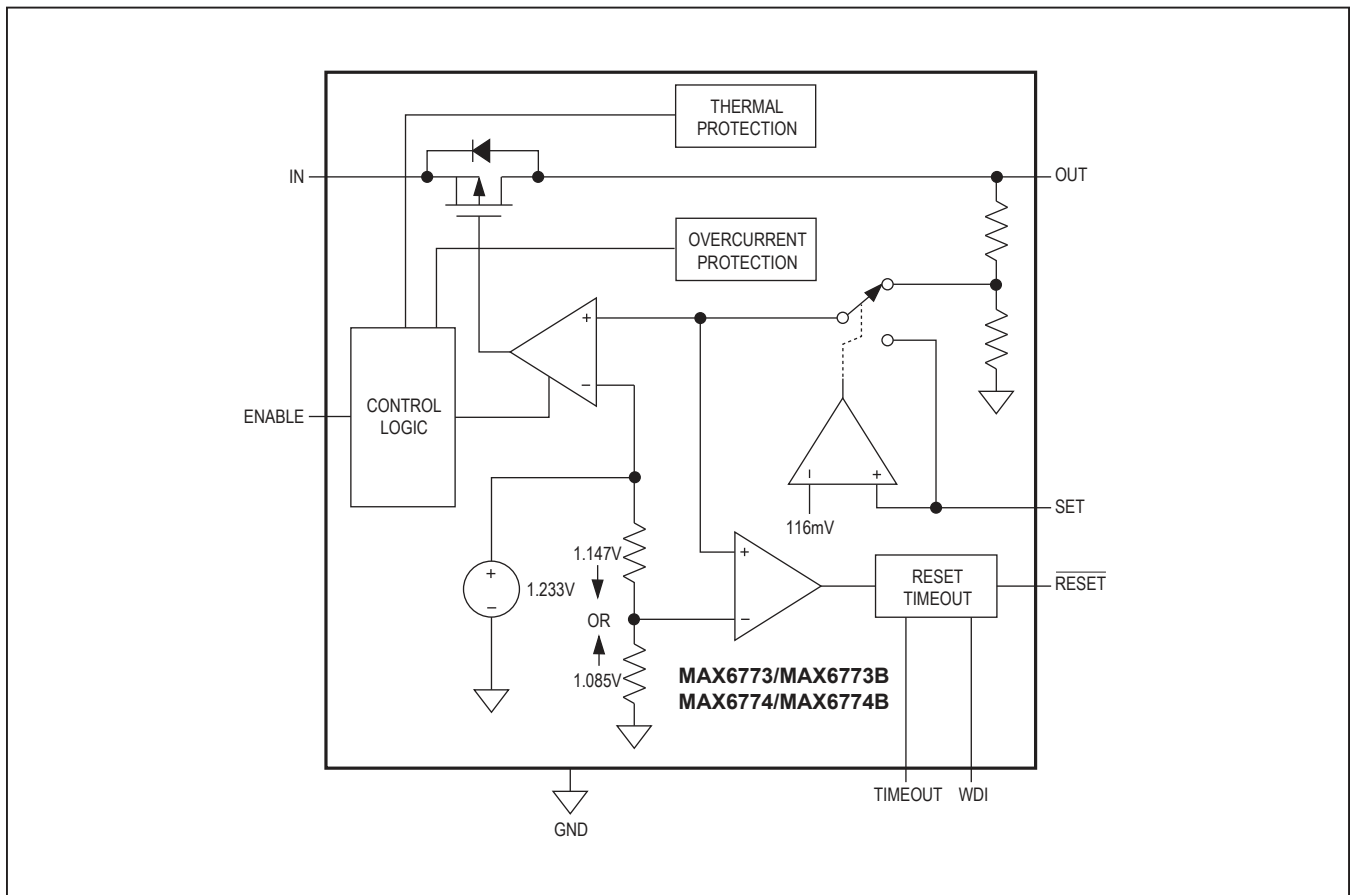 THERMAL
PROTECTION
IN
OUT
OVERCURRENT
PROTECTION
+
−
ENABLE
CONTROL
LOGIC
−
+
116mV
SET
1.147V
+
−
1.233V
OR
1.085V
+
−
RESET
TIMEOUT
RESET
MAX6773/MAX6773B
MAX6774/MAX6774B
TIMEOUT
WDI
GND